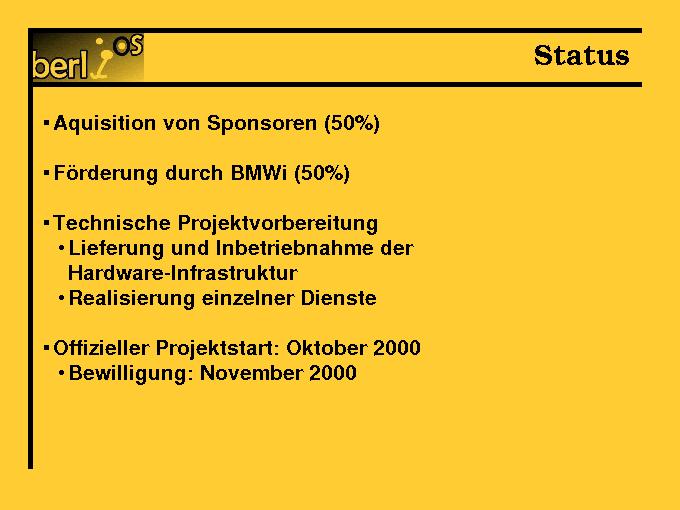 berliOS
Status
▪ Aquisition von Sponsoren (50%)
▪ Förderung durch BMWi (50%)
▪ Technische Projektvorbereitung
• Lieferung und Inbetriebnahme der
Hardware-Infrastruktur
• Realisierung einzelner Dienste
▪ Offizieller Projektstart: Oktober 2000
• Bewilligung: November 2000